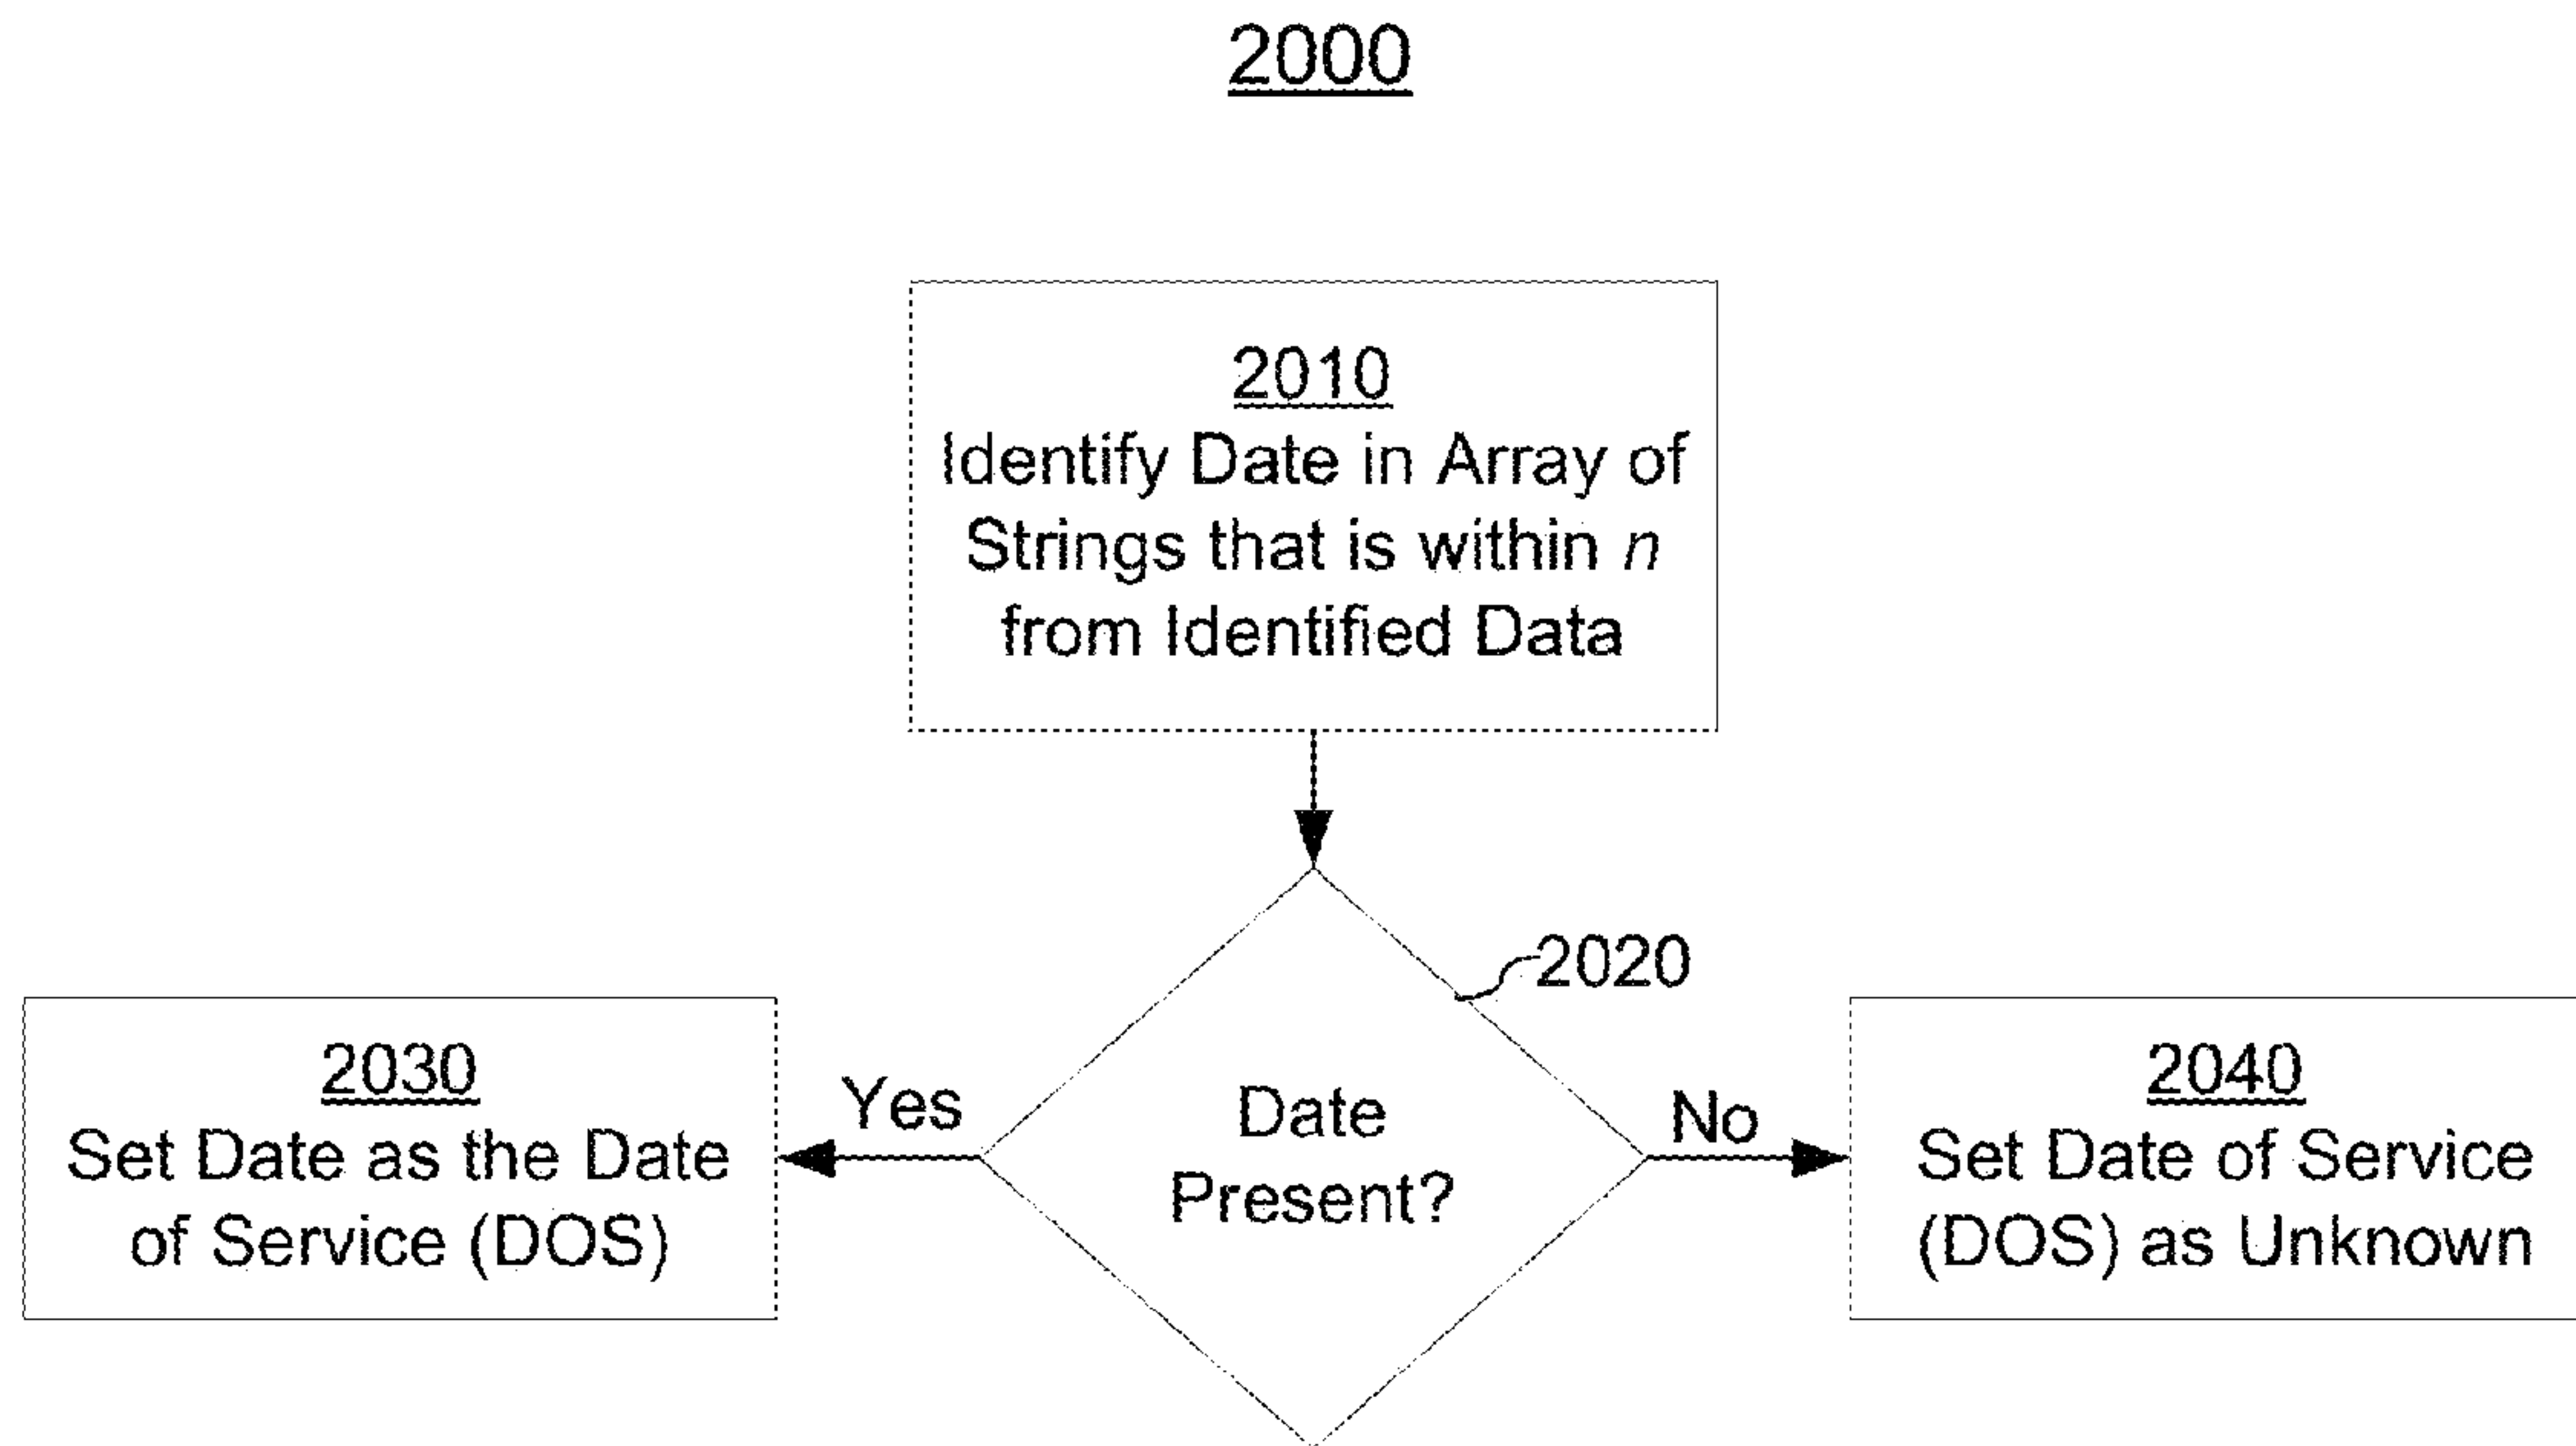 2000
2010
Identify Date in Array of
Strings that is within n
from Identified Data
2020
2030
Set Date as the Date
of Service (DOS)
Yes
Date
Present?
No
2040
Set Date of Service
(DOS) as Unknown